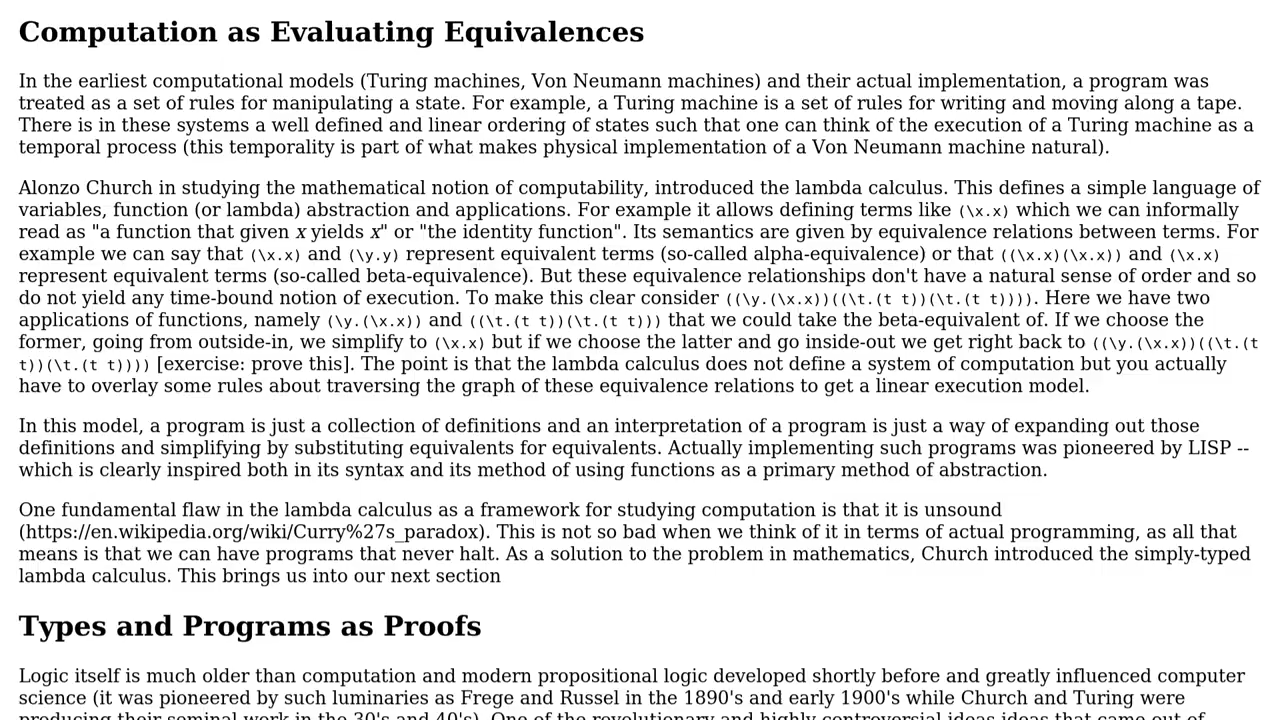 Computation as Evaluating Equivalences
In the earliest computational models (Turing machines, Von Neumann machines) and their actual implementation, a program was
treated as a set of rules for manipulating a state. For example, a Turing machine is a set of rules for writing and moving along a tape.
There is in these systems a well defined and linear ordering of states such that one can think of the execution of a Turing machine as a
temporal process (this temporality is part of what makes physical implementation of a Von Neumann machine natural).
Alonzo Church in studying the mathematical notion of computability, introduced the lambda calculus. This defines a simple language of
variables, function (or lambda) abstraction and applications. For example it allows defining terms like (\x.x) which we can informally
read as "a function that given x yields x" or "the identity function". Its semantics are given by equivalence relations between terms. For
example we can say that (\x.x) and (\y.y) represent equivalent terms (so-called alpha-equivalence) or that ((\x.x)(\x.x)) and (\x.x)
represent equivalent terms (so-called beta-equivalence). But these equivalence relationships don't have a natural sense of order and so
do not yield any time-bound notion of execution. To make this clear consider ((\y.(\x.x))((\t.(t t))(\t.(t t)))). Here we have two
applications of functions, namely (\y.(\x.x)) and ((\t.(t t))(\t.(t t))) that we could take the beta-equivalent of. If we choose the
former, going from outside-in, we simplify to (\x.x) but if we choose the latter and go inside-out we get right back to ((\y.(\x.x))((\t.(t
t))(\t.(t t)))) [exercise: prove this]. The point is that the lambda calculus does not define a system of computation but you actually
have to overlay some rules about traversing the graph of these equivalence relations to get a linear execution model.
In this model, a program is just a collection of definitions and an interpretation of a program is just a way of expanding out those
definitions and simplifying by substituting equivalents for equivalents. Actually implementing such programs was pioneered by LISP --
which is clearly inspired both in its syntax and its method of using functions as a primary method of abstraction.
One fundamental flaw in the lambda calculus as a framework for studying computation is that it is unsound
(https://en.wikipedia.org/wiki/Curry%27s_paradox). This is not so bad when we think of it in terms of actual programming, as all that
means is that we can have programs that never halt. As a solution to the problem in mathematics, Church introduced the simply-typed
lambda calculus. This brings us into our next section
Types and Programs as Proofs
Logic itself is much older than computation and modern propositional logic developed shortly before and greatly influenced computer
science (it was pioneered by such luminaries as Frege and Russel in the 1890's and early 1900's while Church and Turing were
producing their seminal work in the 30's and 40's). One of the revolutionary and highly controversial ideas ideas that came out of